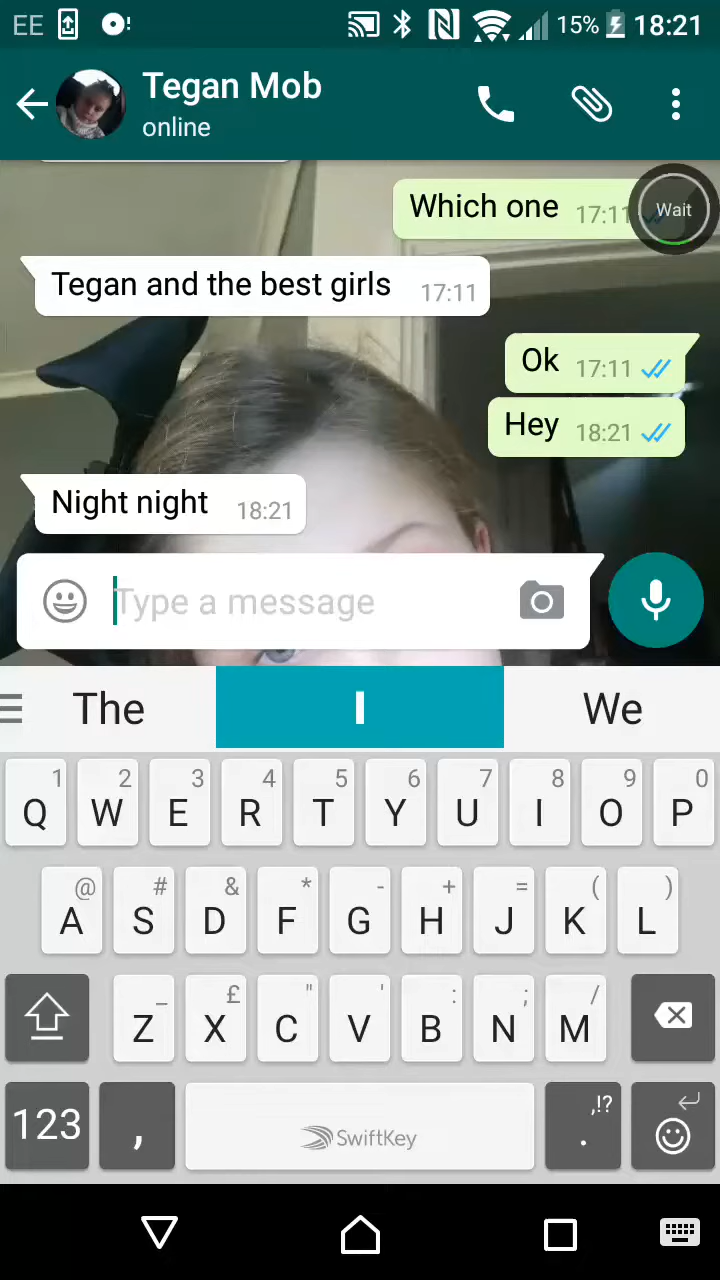 EE 15% 18:21
Tegan Mob
online
Which one 17:11
Wait
Tegan and the best girls 17:11
Ok 17:11
Hey 18:21
Night night 18:21
Type a message
The I We
1 2 3 4 5 6 7 8 9 0
Q W E R T Y U I O P
@ # & * - + = ( )
A S D F G H J K L
_ £ " ' : ; /
Z X C V B N M
,!?
123 , SwiftKey .